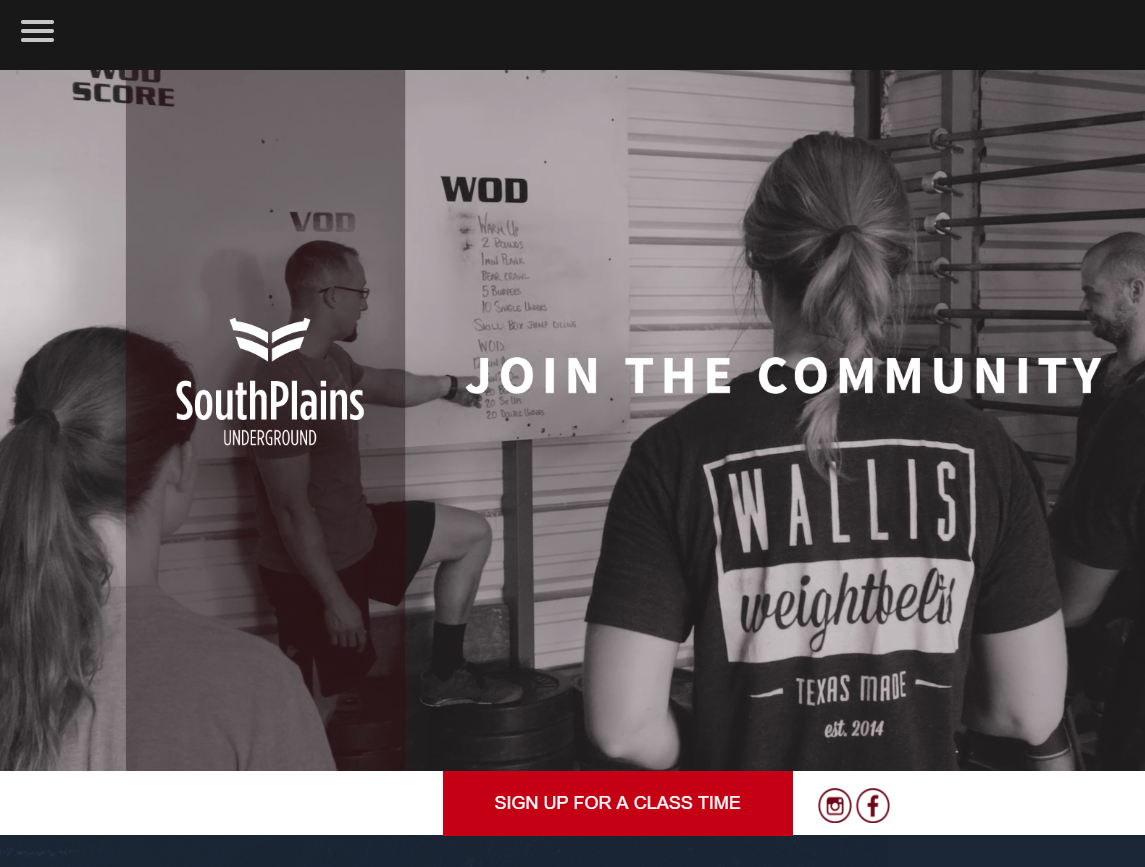 WOD
SCORE
WOD
WOD
WARM UP
2 ROUNDS
1 MIN PLANK
BEAR CRAWL
5 BURPEES
10 SINGLE UNDERS
SKILL: BOX JUMP
WOD
20 SIT UPS
20 DOUBLE UNDERS
SouthPlains
UNDERGROUND
JOIN THE COMMUNITY
WALLIS
weightbelts
TEXAS MADE
est. 2014
SIGN UP FOR A CLASS TIME